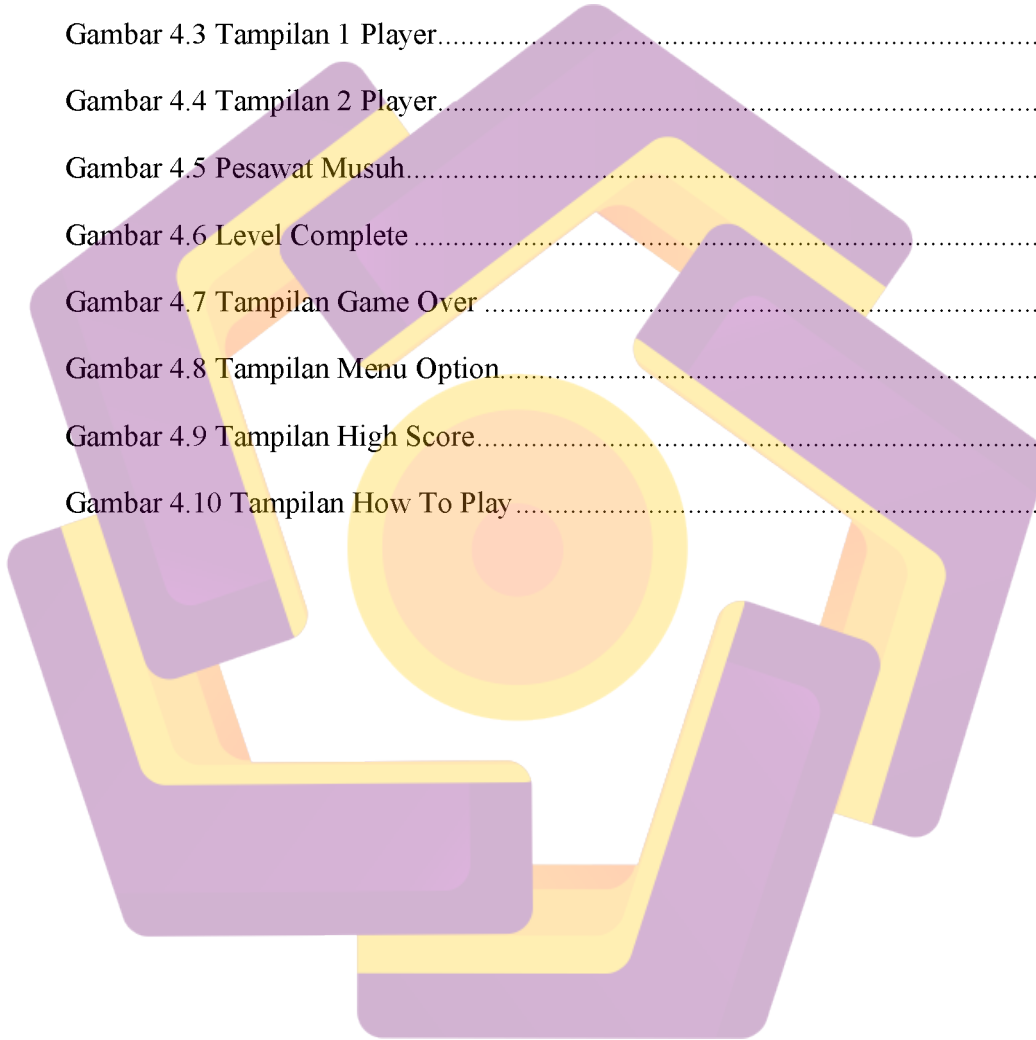 Gambar 4.3 Tampilan 1 Player..............................................................................
Gambar 4.4 Tampilan 2 Player..............................................................................
Gambar 4.5 Pesawat Musuh..................................................................................
Gambar 4.6 Level Complete .................................................................................
Gambar 4.7 Tampilan Game Over ........................................................................
Gambar 4.8 Tampilan Menu Option......................................................................
Gambar 4.9 Tampilan High Score.........................................................................
Gambar 4.10 Tampilan How To Play....................................................................